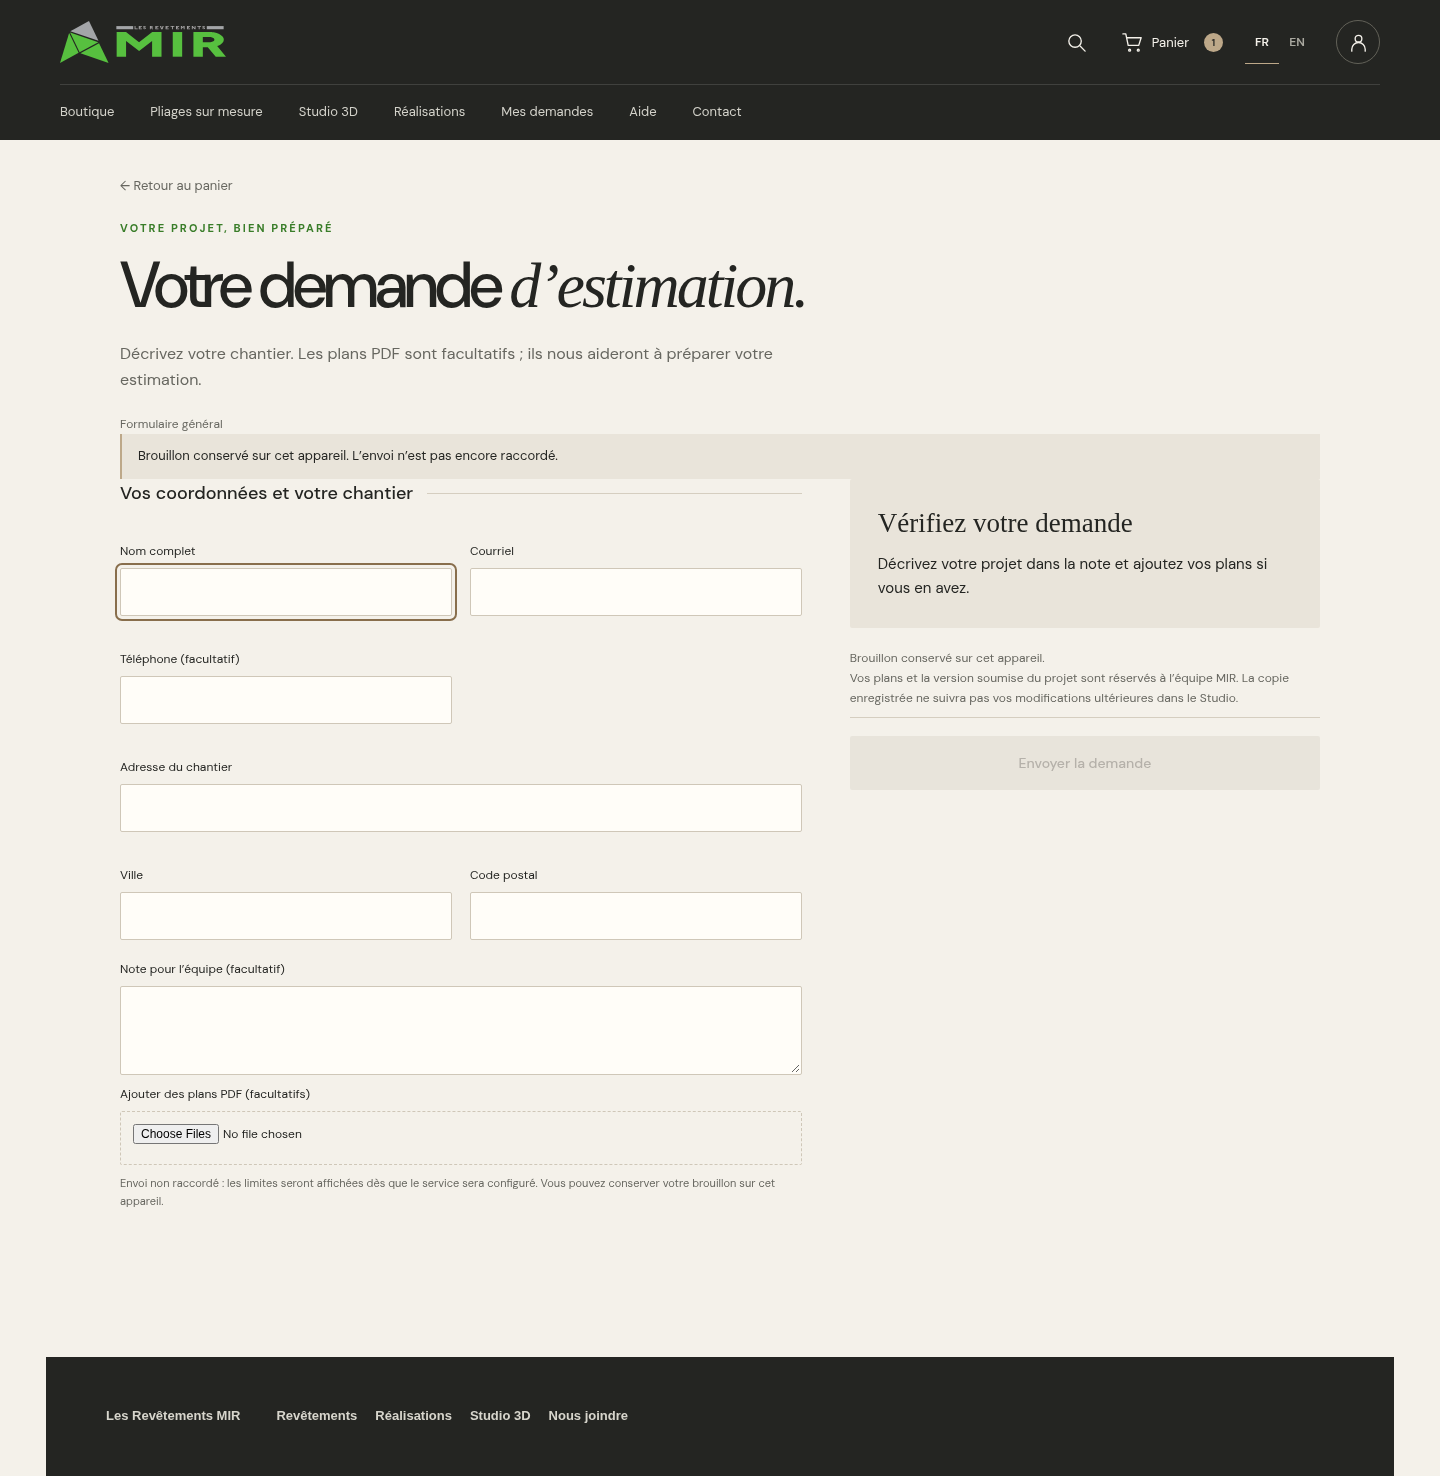 LES REVÊTEMENTS
MIR
Panier 1 FR EN
Boutique Pliages sur mesure Studio 3D Réalisations Mes demandes Aide Contact
← Retour au panier
VOTRE PROJET, BIEN PRÉPARÉ
Votre demande d’estimation.
Décrivez votre chantier. Les plans PDF sont facultatifs ; ils nous aideront à préparer votre
estimation.
Formulaire général
Brouillon conservé sur cet appareil. L’envoi n’est pas encore raccordé.
Vos coordonnées et votre chantier
Nom complet Courriel
Téléphone (facultatif)
Adresse du chantier
Ville Code postal
Note pour l’équipe (facultatif)
Ajouter des plans PDF (facultatifs)
Choose Files No file chosen
Envoi non raccordé : les limites seront affichées dès que le service sera configuré. Vous pouvez conserver votre brouillon sur cet
appareil.
Vérifiez votre demande
Décrivez votre projet dans la note et ajoutez vos plans si
vous en avez.
Brouillon conservé sur cet appareil.
Vos plans et la version soumise du projet sont réservés à l’équipe MIR. La copie
enregistrée ne suivra pas vos modifications ultérieures dans le Studio.
Envoyer la demande
Les Revêtements MIR Revêtements Réalisations Studio 3D Nous joindre